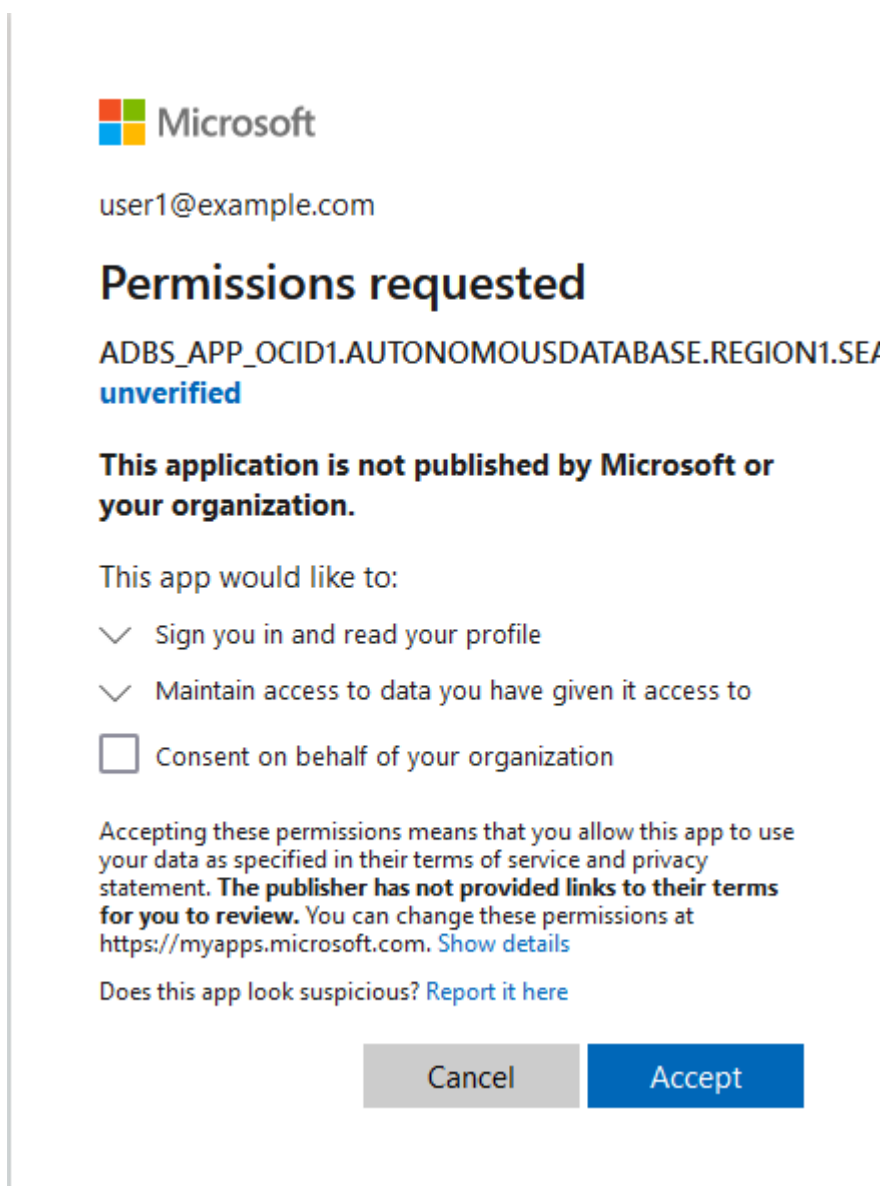 Microsoft
user1@example.com
Permissions requested
ADBS_APP_OCID1.AUTONOMOUSDATABASE.REGION1.SEA
unverified
This application is not published by Microsoft or
your organization.
This app would like to:
Sign you in and read your profile
Maintain access to data you have given it access to
Consent on behalf of your organization
Accepting these permissions means that you allow this app to use
your data as specified in their terms of service and privacy
statement. The publisher has not provided links to their terms
for you to review. You can change these permissions at
https://myapps.microsoft.com. Show details
Does this app look suspicious? Report it here
Cancel
Accept